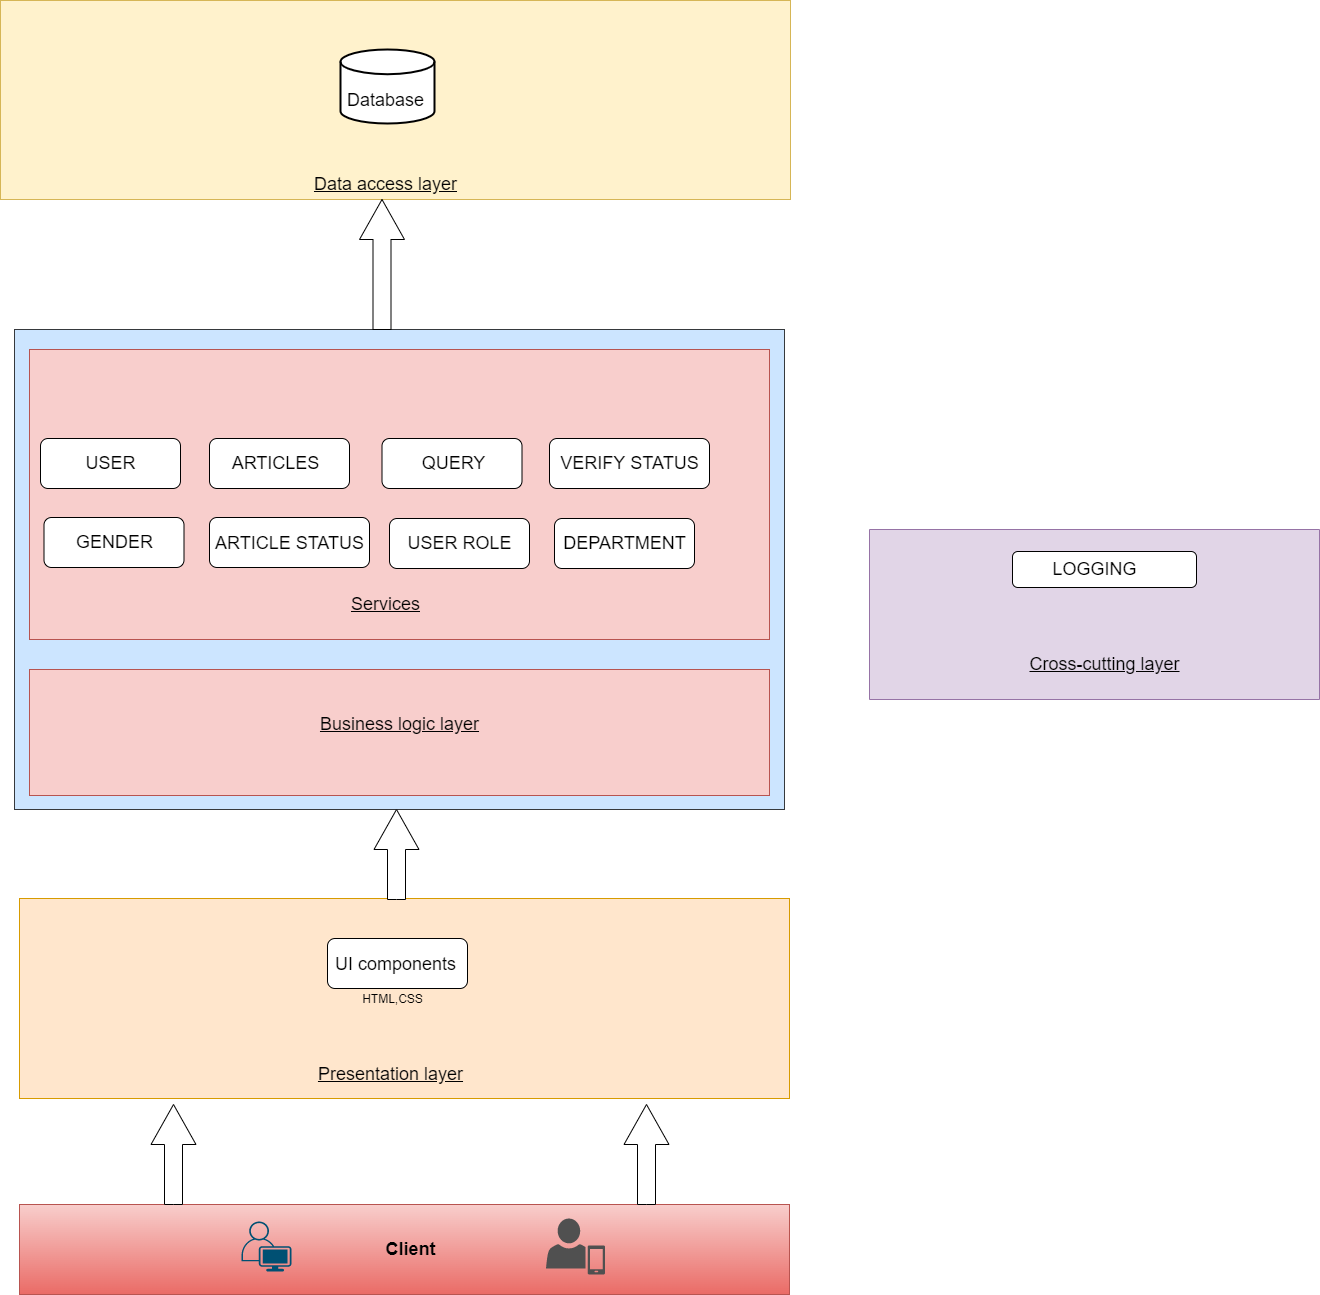 Database
Data access layer
USER
ARTICLES
QUERY
VERIFY STATUS
GENDER
ARTICLE STATUS
USER ROLE
DEPARTMENT
Services
LOGGING
Cross-cutting layer
Business logic layer
UI components
HTML,CSS
Presentation layer
Client